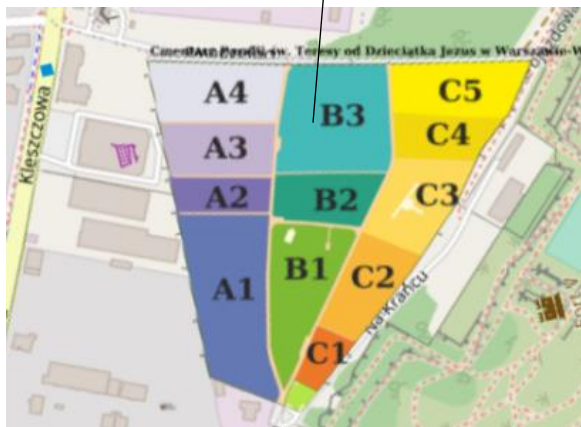 Cmentarz Parafii św. Teresy od Dzieciątka Jezus w Warszawie-W
A4
B3
C5
A3
C4
A2
B2
C3
Kleszczowa
A1
B1
C2
Na Krańcu
C1